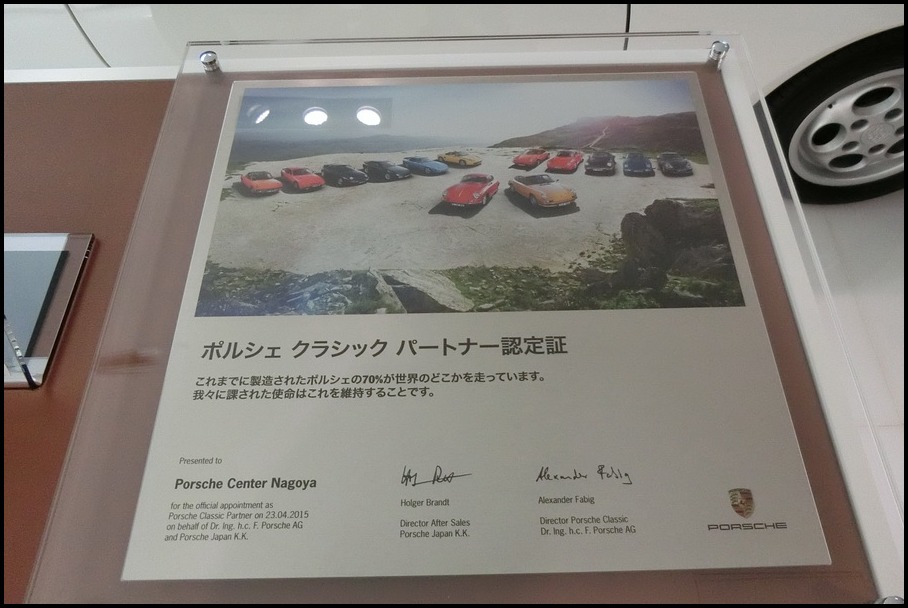 ポルシェ クラシック パートナー認定証
これまでに製造されたポルシェの70%が世界のどこかを走っています。
我々に課された使命はこれを維持することです。
Presented to
Porsche Center Nagoya
for the official appointment as
Porsche Classic Partner on 23.04.2015
on behalf of Dr. Ing. h.c. F. Porsche AG
and Porsche Japan K.K.
Holger Brandt
Director After Sales
Porsche Japan K.K.
Alexander Fabig
Alexander Fabig
Director Porsche Classic
Dr. Ing. h.c. F. Porsche AG
PORSCHE